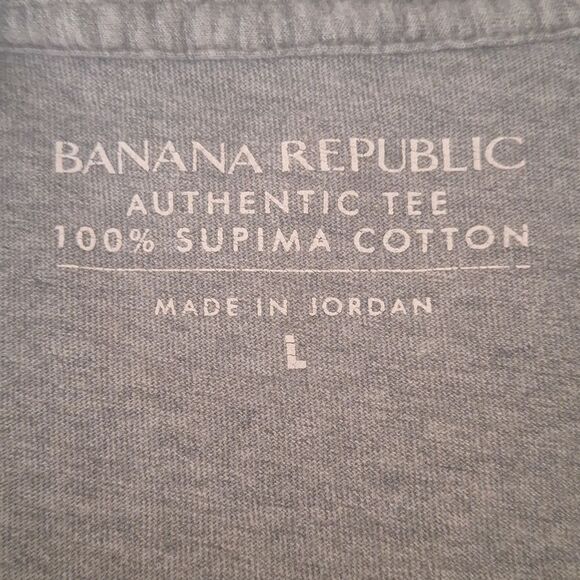 BANANA REPUBLIC
AUTHENTIC TEE
100% SUPIMA COTTON
MADE IN JORDAN
L